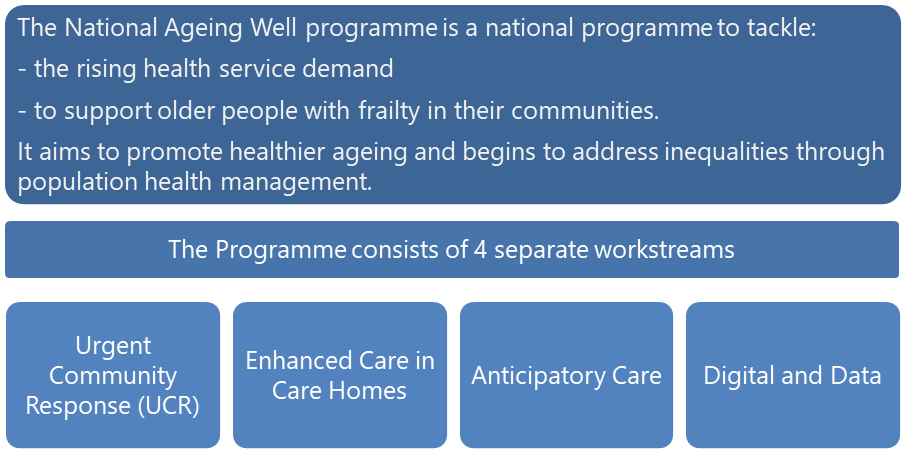 The National Ageing Well programme is a national programme to tackle:
- the rising health service demand
- to support older people with frailty in their communities.
It aims to promote healthier ageing and begins to address inequalities through
population health management.
The Programme consists of 4 separate workstreams
Urgent
Community
Response (UCR)
Enhanced Care in
Care Homes
Anticipatory Care
Digital and Data